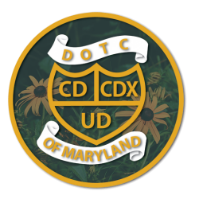 DOTC
CD CDX
UD
OF MARYLAND